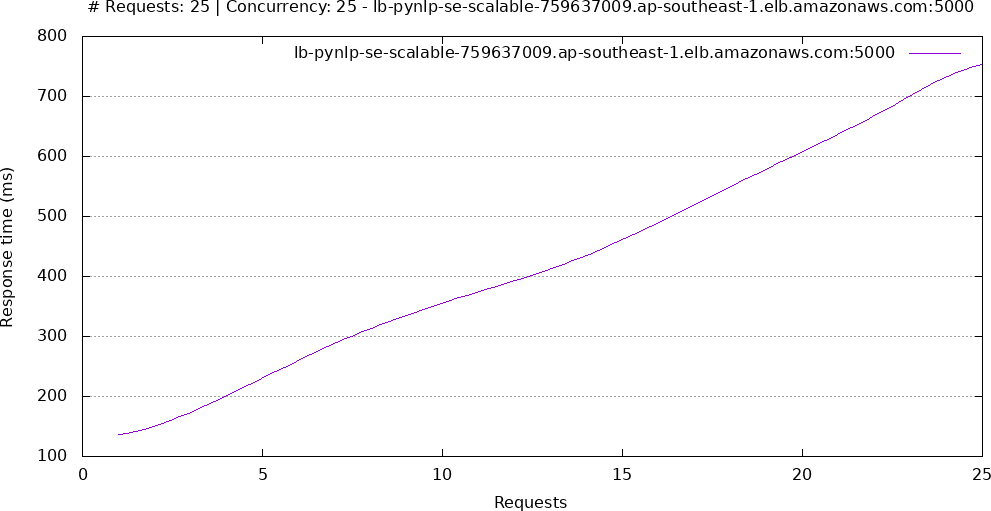 # Requests: 25 | Concurrency: 25 - lb-pynlp-se-scalable-759637009.ap-southeast-1.elb.amazonaws.com:5000
lb-pynlp-se-scalable-759637009.ap-southeast-1.elb.amazonaws.com:5000
Response time (ms)
800
700
600
500
400
300
200
100
0 5 10 15 20 25
Requests